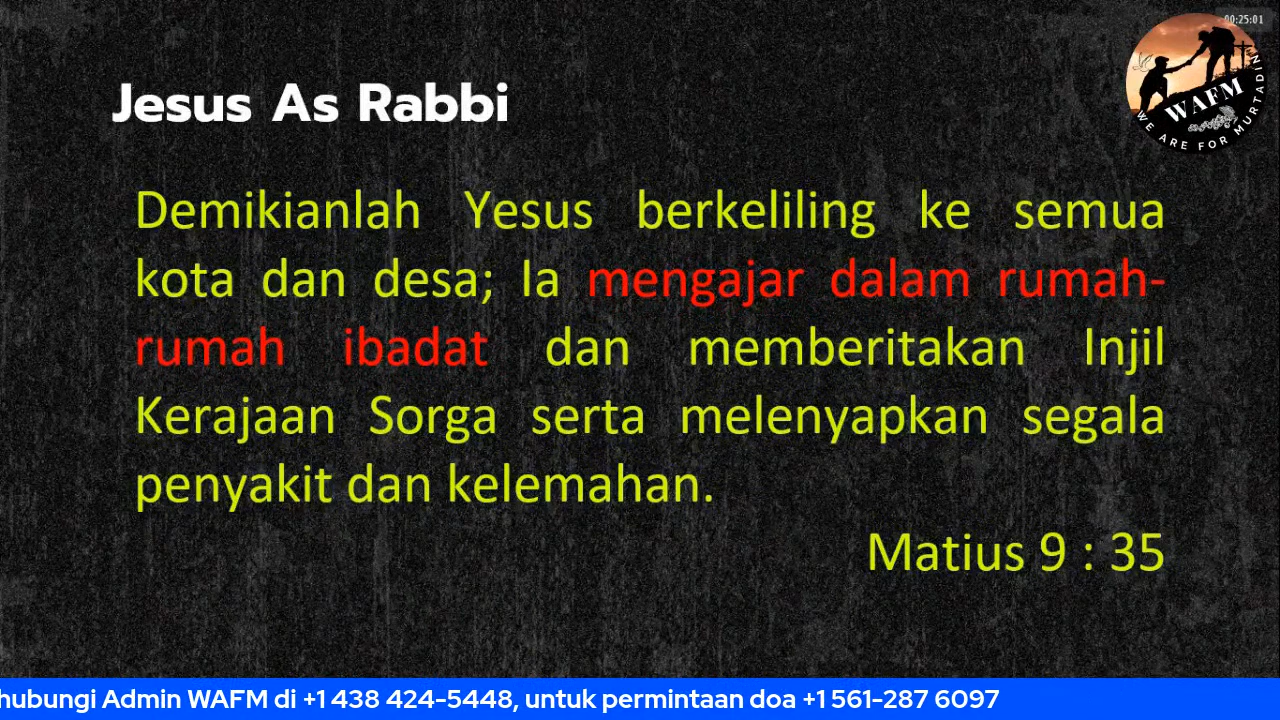 00:25:01
WAFM
WE ARE FOR MURTADIN
Jesus As Rabbi
Demikianlah Yesus berkeliling ke semua
kota dan desa; Ia mengajar dalam rumah-
rumah ibadat dan memberitakan Injil
Kerajaan Sorga serta melenyapkan segala
penyakit dan kelemahan.
Matius 9 : 35
hubungi Admin WAFM di +1 438 424-5448, untuk permintaan doa +1 561-287 6097